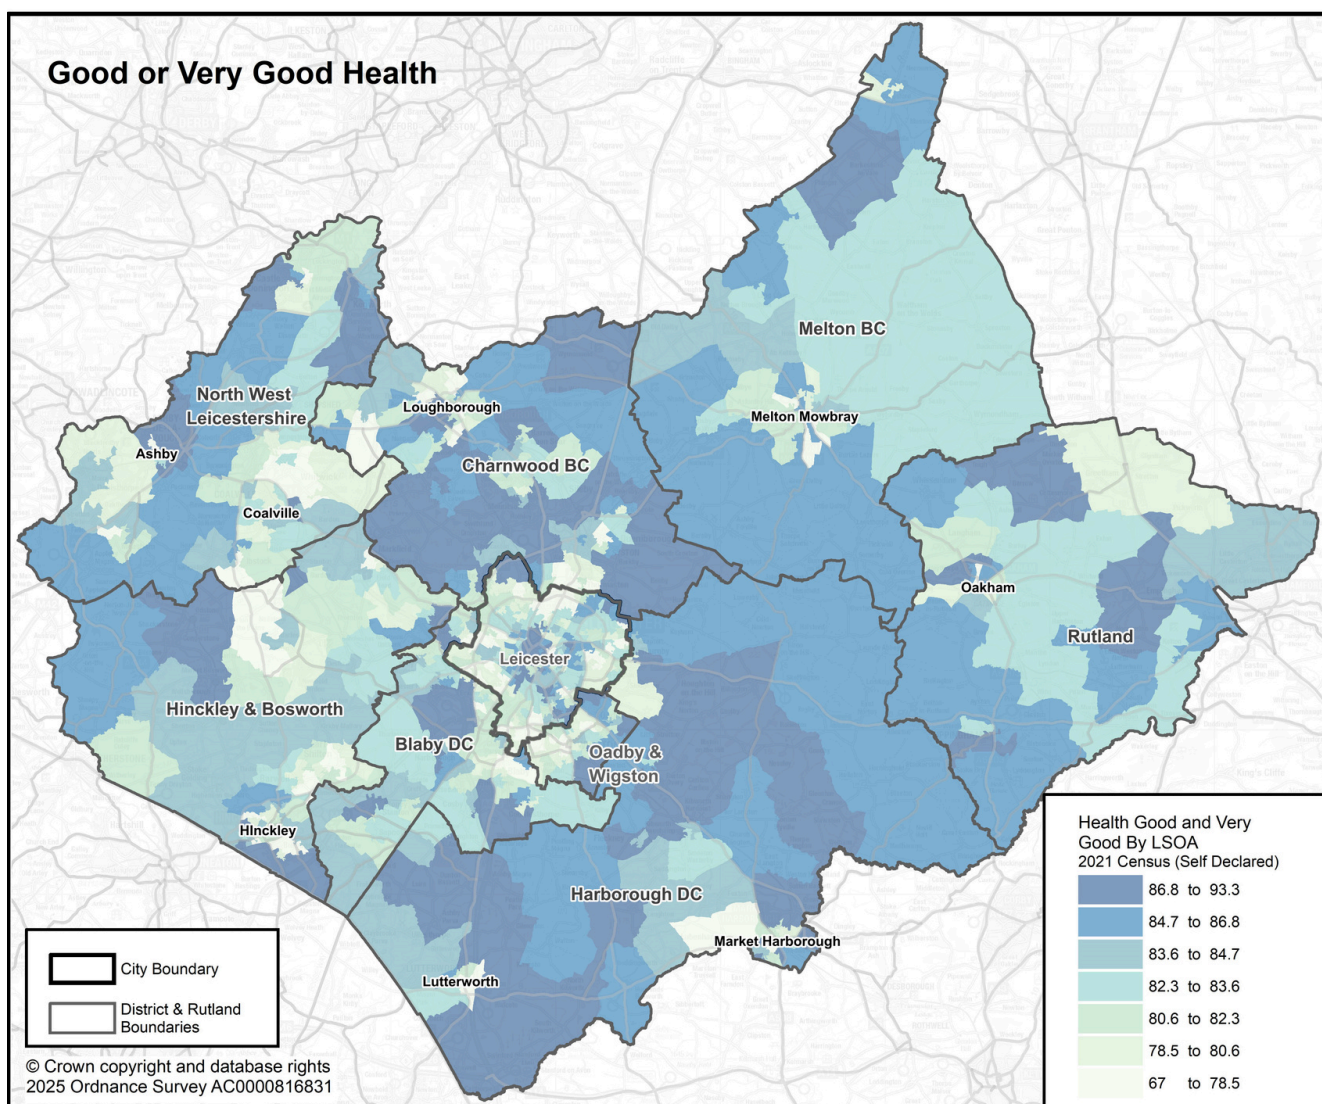 Good or Very Good Health
Melton BC
North West
Leicestershire
Loughborough
Melton Mowbray
Ashby
Charnwood BC
Coalville
Oakham
Rutland
Leicester
Hinckley & Bosworth
Blaby DC
Oadby &
Wigston
HInckley
Harborough DC
Market Harborough
Lutterworth
Health Good and Very
Good By LSOA
2021 Census (Self Declared)
86.8 to 93.3
84.7 to 86.8
83.6 to 84.7
82.3 to 83.6
80.6 to 82.3
78.5 to 80.6
67 to 78.5
City Boundary
District & Rutland
Boundaries
© Crown copyright and database rights
2025 Ordnance Survey AC0000816831